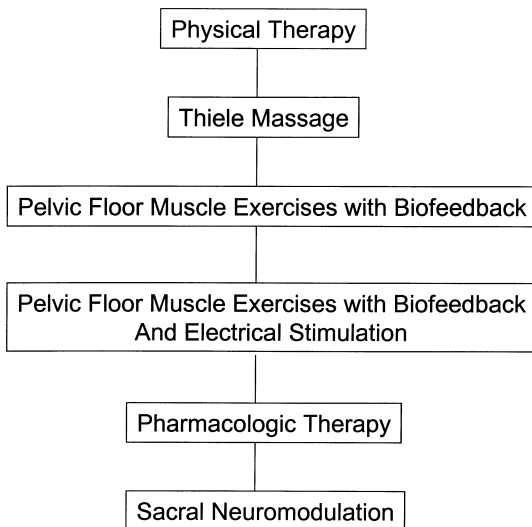 Physical Therapy
Thiele Massage
Pelvic Floor Muscle Exercises with Biofeedback
Pelvic Floor Muscle Exercises with Biofeedback
And Electrical Stimulation
Pharmacologic Therapy
Sacral Neuromodulation